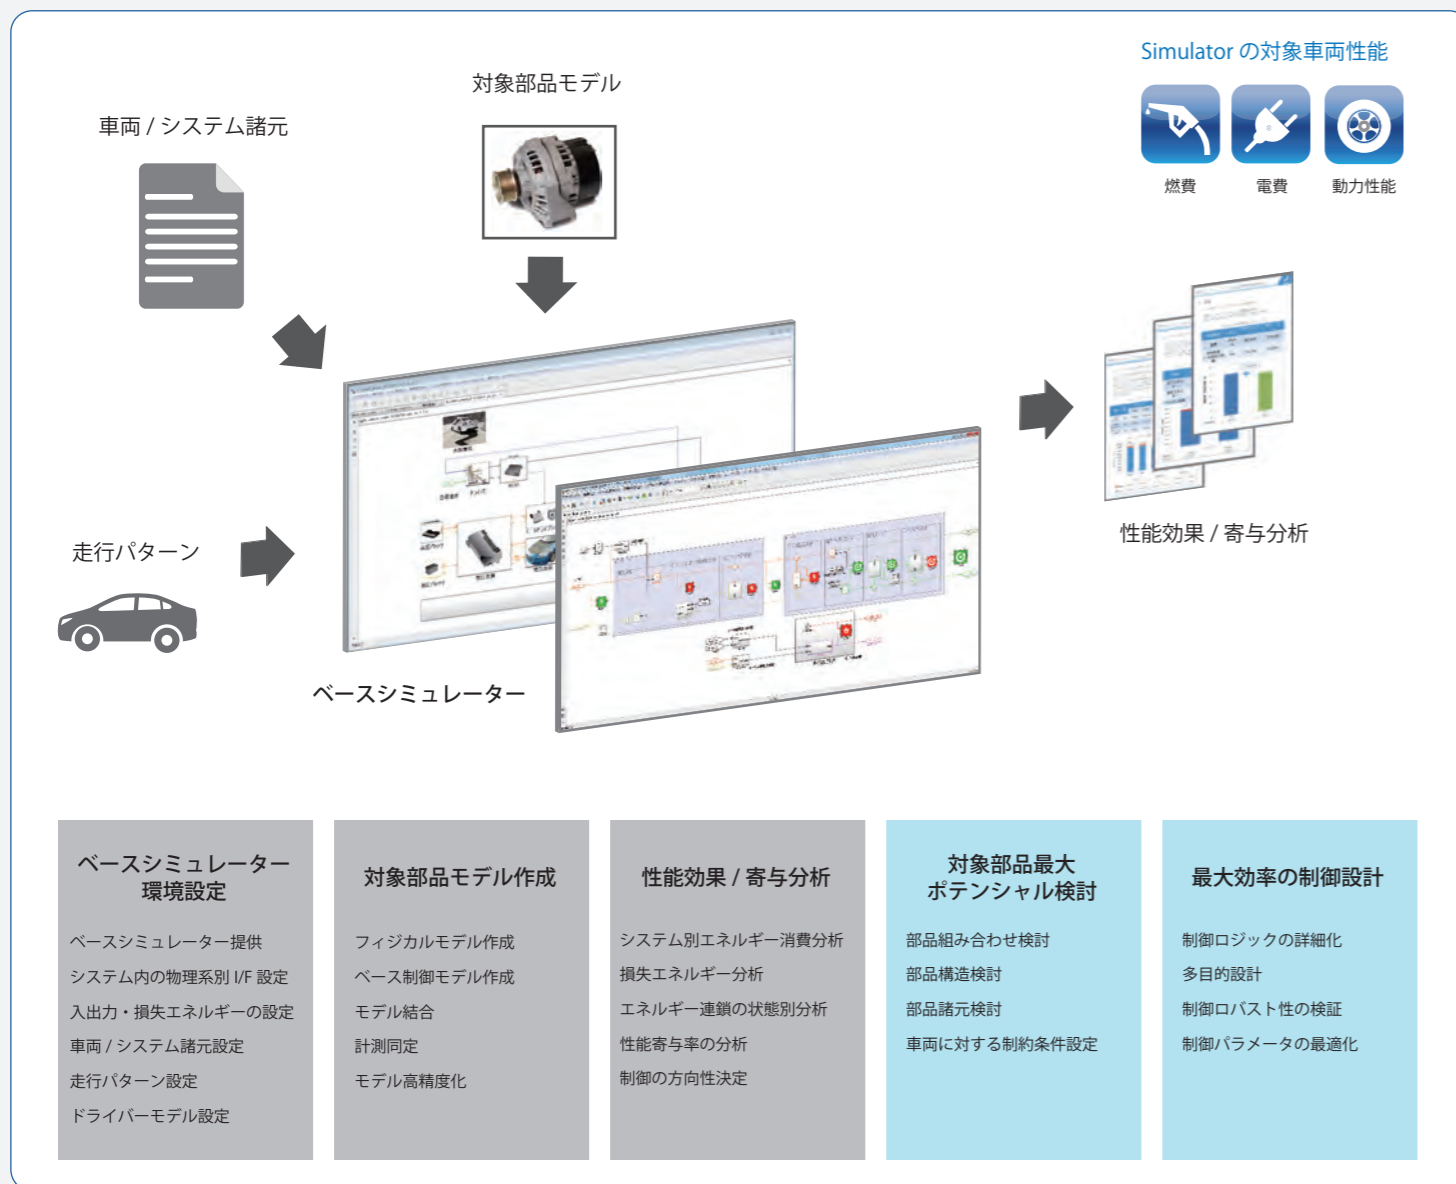 Simulator の対象車両性能
燃費
電費
動力性能
対象部品モデル
車両 / システム諸元
走行パターン
ベースシミュレーター
性能効果 / 寄与分析
ベースシミュレーター
環境設定
ベースシミュレーター提供
システム内の物理系別 I/F 設定
入出力・損失エネルギーの設定
車両 / システム諸元設定
走行パターン設定
ドライバーモデル設定
対象部品モデル作成
フィジカルモデル作成
ベース制御モデル作成
モデル結合
計測同定
モデル高精度化
性能効果 / 寄与分析
システム別エネルギー消費分析
損失エネルギー分析
エネルギー連鎖の状態別分析
性能寄与率の分析
制御の方向性決定
対象部品最大
ポテンシャル検討
部品組み合わせ検討
部品構造検討
部品諸元検討
車両に対する制約条件設定
最大効率の制御設計
制御ロジックの詳細化
多目的設計
制御ロバスト性の検証
制御パラメータの最適化